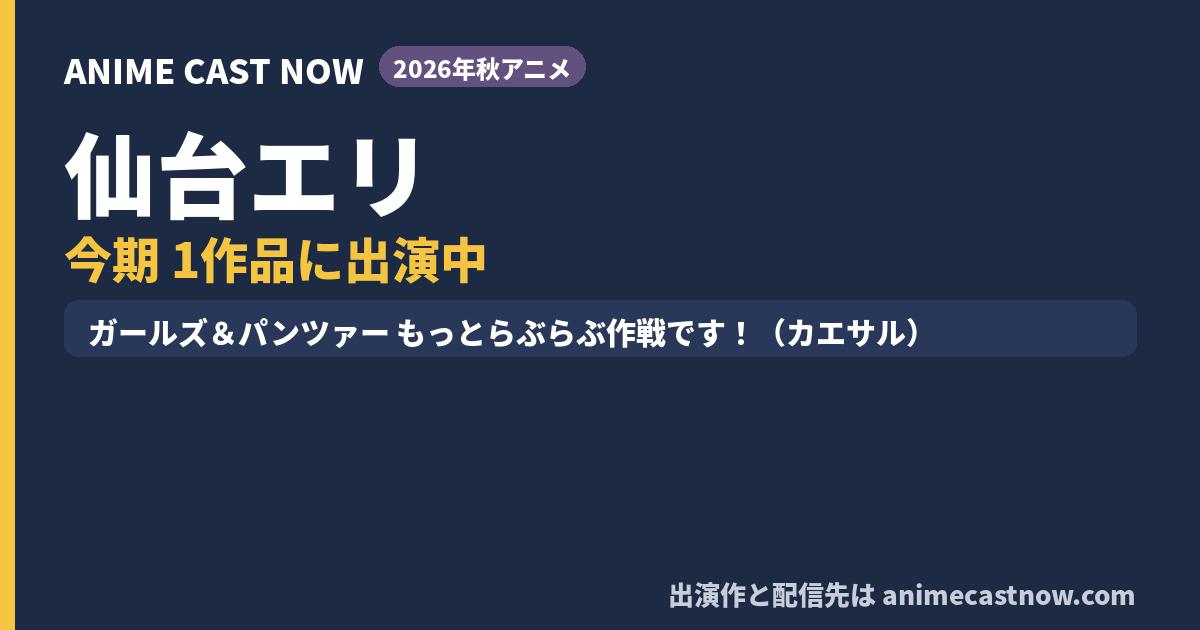 ANIME CAST NOW 2026年秋アニメ
仙台エリ
今期 1作品に出演中
ガールズ＆パンツァー もっとらぶらぶ作戦です！（カエサル）
出演作と配信先は animecastnow.com